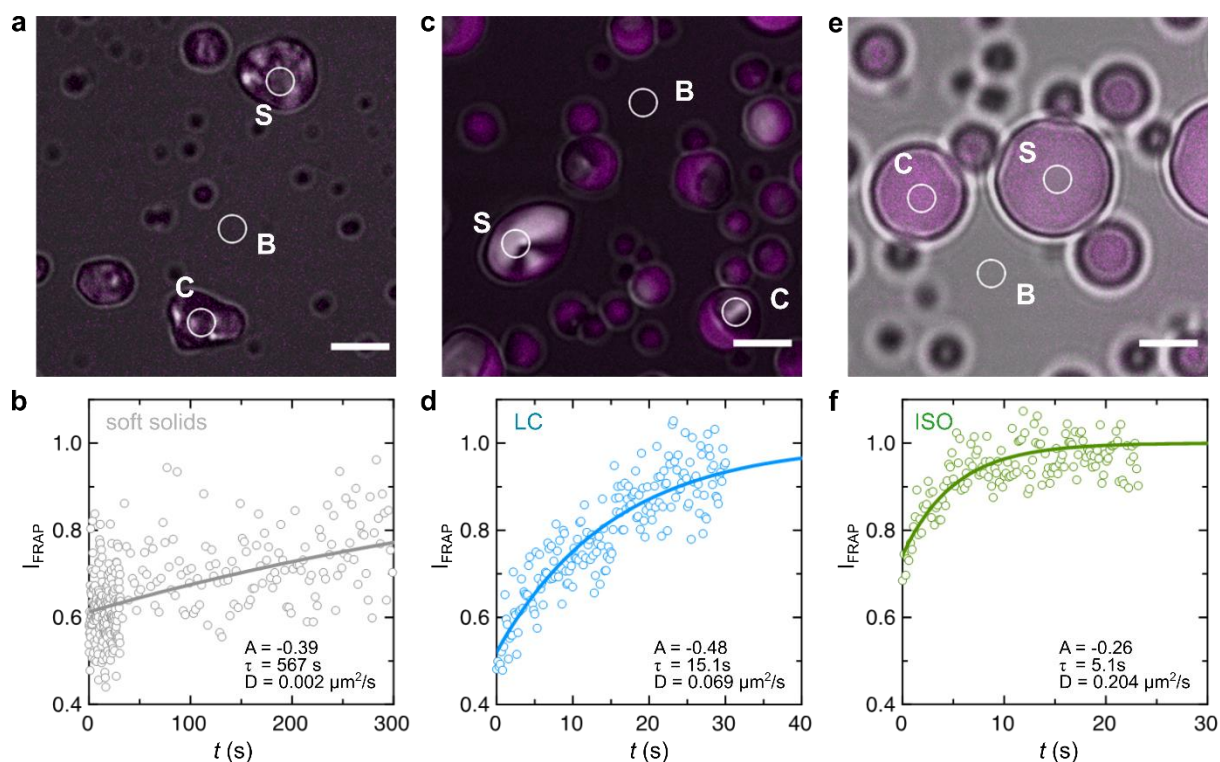 a
S
B
C
c
B
S
C
e
C
S
B
b
soft solids
I_FRAP
1.0
0.8
0.6
0.4
A = -0.39
τ = 567 s
D = 0.002 µm²/s
0 100 200 300
t (s)
d
LC
I_FRAP
1.0
0.8
0.6
0.4
A = -0.48
τ = 15.1s
D = 0.069 µm²/s
0 10 20 30 40
t (s)
f
ISO
I_FRAP
1.0
0.8
0.6
0.4
A = -0.26
τ = 5.1s
D = 0.204 µm²/s
0 10 20 30
t (s)